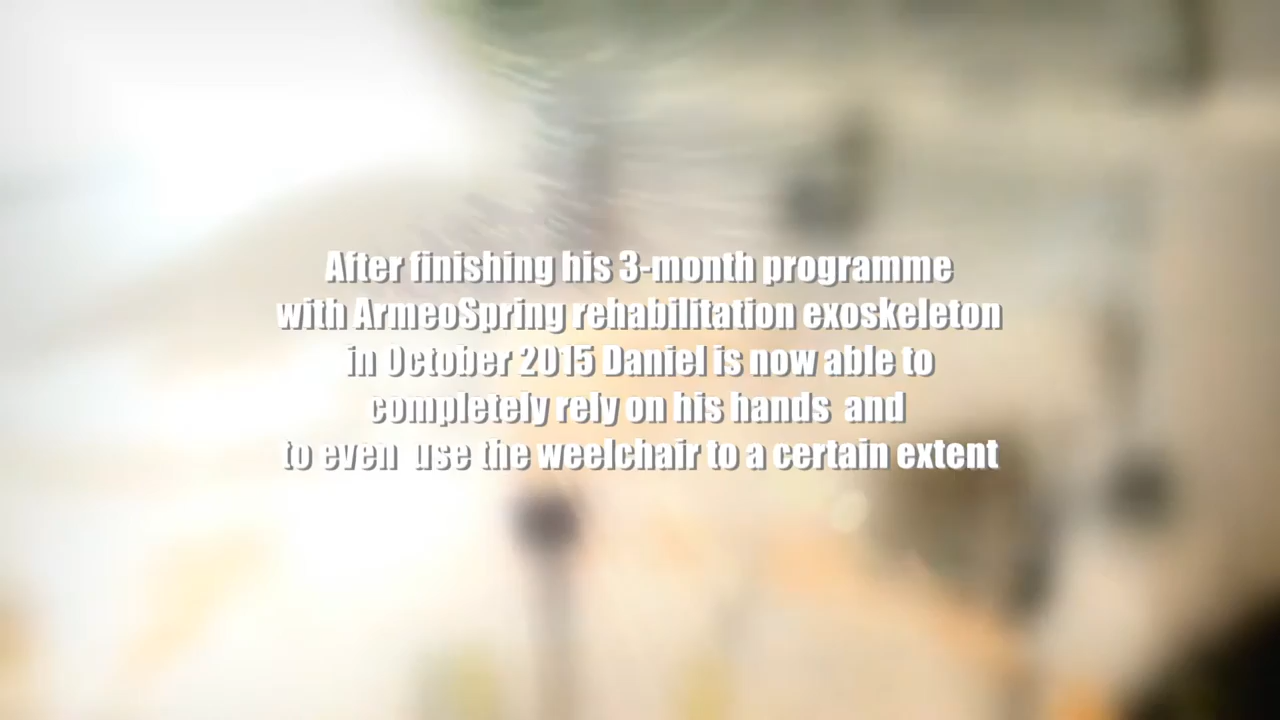 After finishing his 3-month programme
with ArmeoSpring rehabilitation exoskeleton
in October 2015 Daniel is now able to
completely rely on his hands  and
to even  use the weelchair to a certain extent